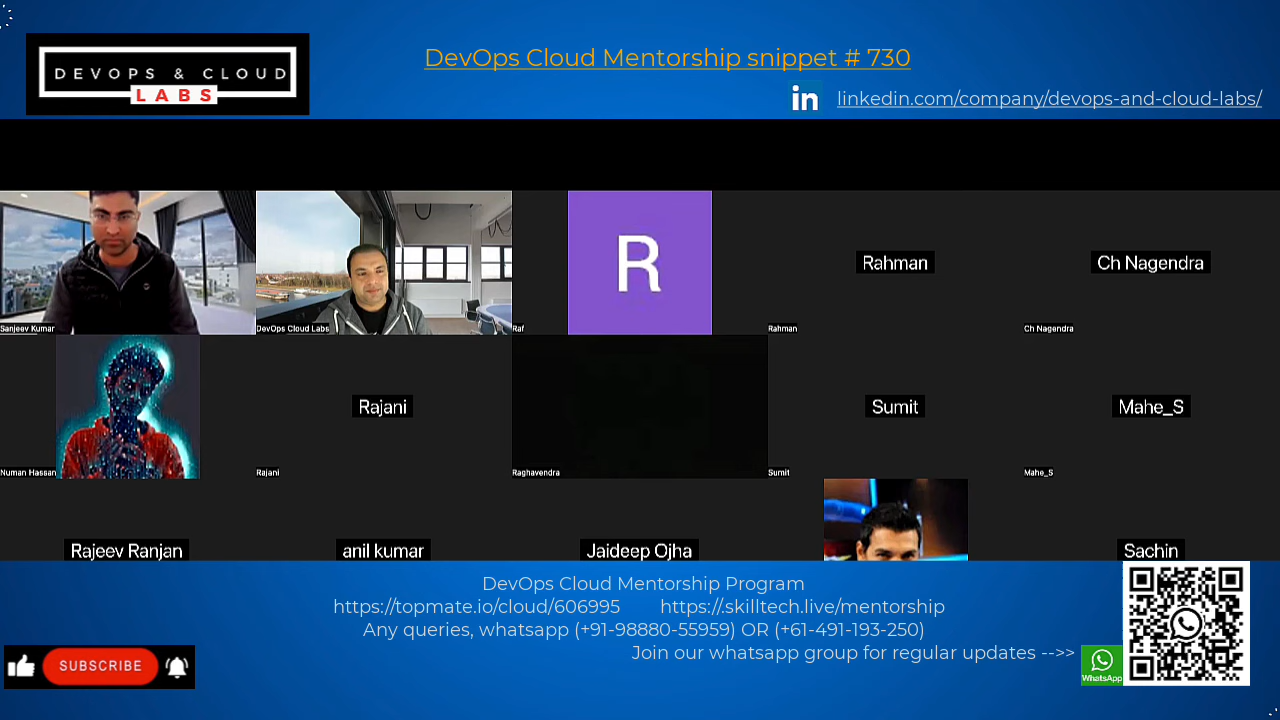 DEVOPS & CLOUD
LABS
DevOps Cloud Mentorship snippet # 730
in
linkedin.com/company/devops-and-cloud-labs/
Sanjeev Kumar
DevOps Cloud Labs
R
Raf
Rahman
Rahman
Ch Nagendra
Ch Nagendra
Numan Hassan
Rajani
Rajani
Raghavendra
Sumit
Sumit
Mahe_S
Mahe_S
Rajeev Ranjan
anil kumar
Jaideep Ojha
Sachin
DevOps Cloud Mentorship Program
https://topmate.io/cloud/606995 https://.skilltech.live/mentorship
Any queries, whatsapp (+91-98880-55959) OR (+61-491-193-250)
Join our whatsapp group for regular updates -->>
WhatsApp
SUBSCRIBE